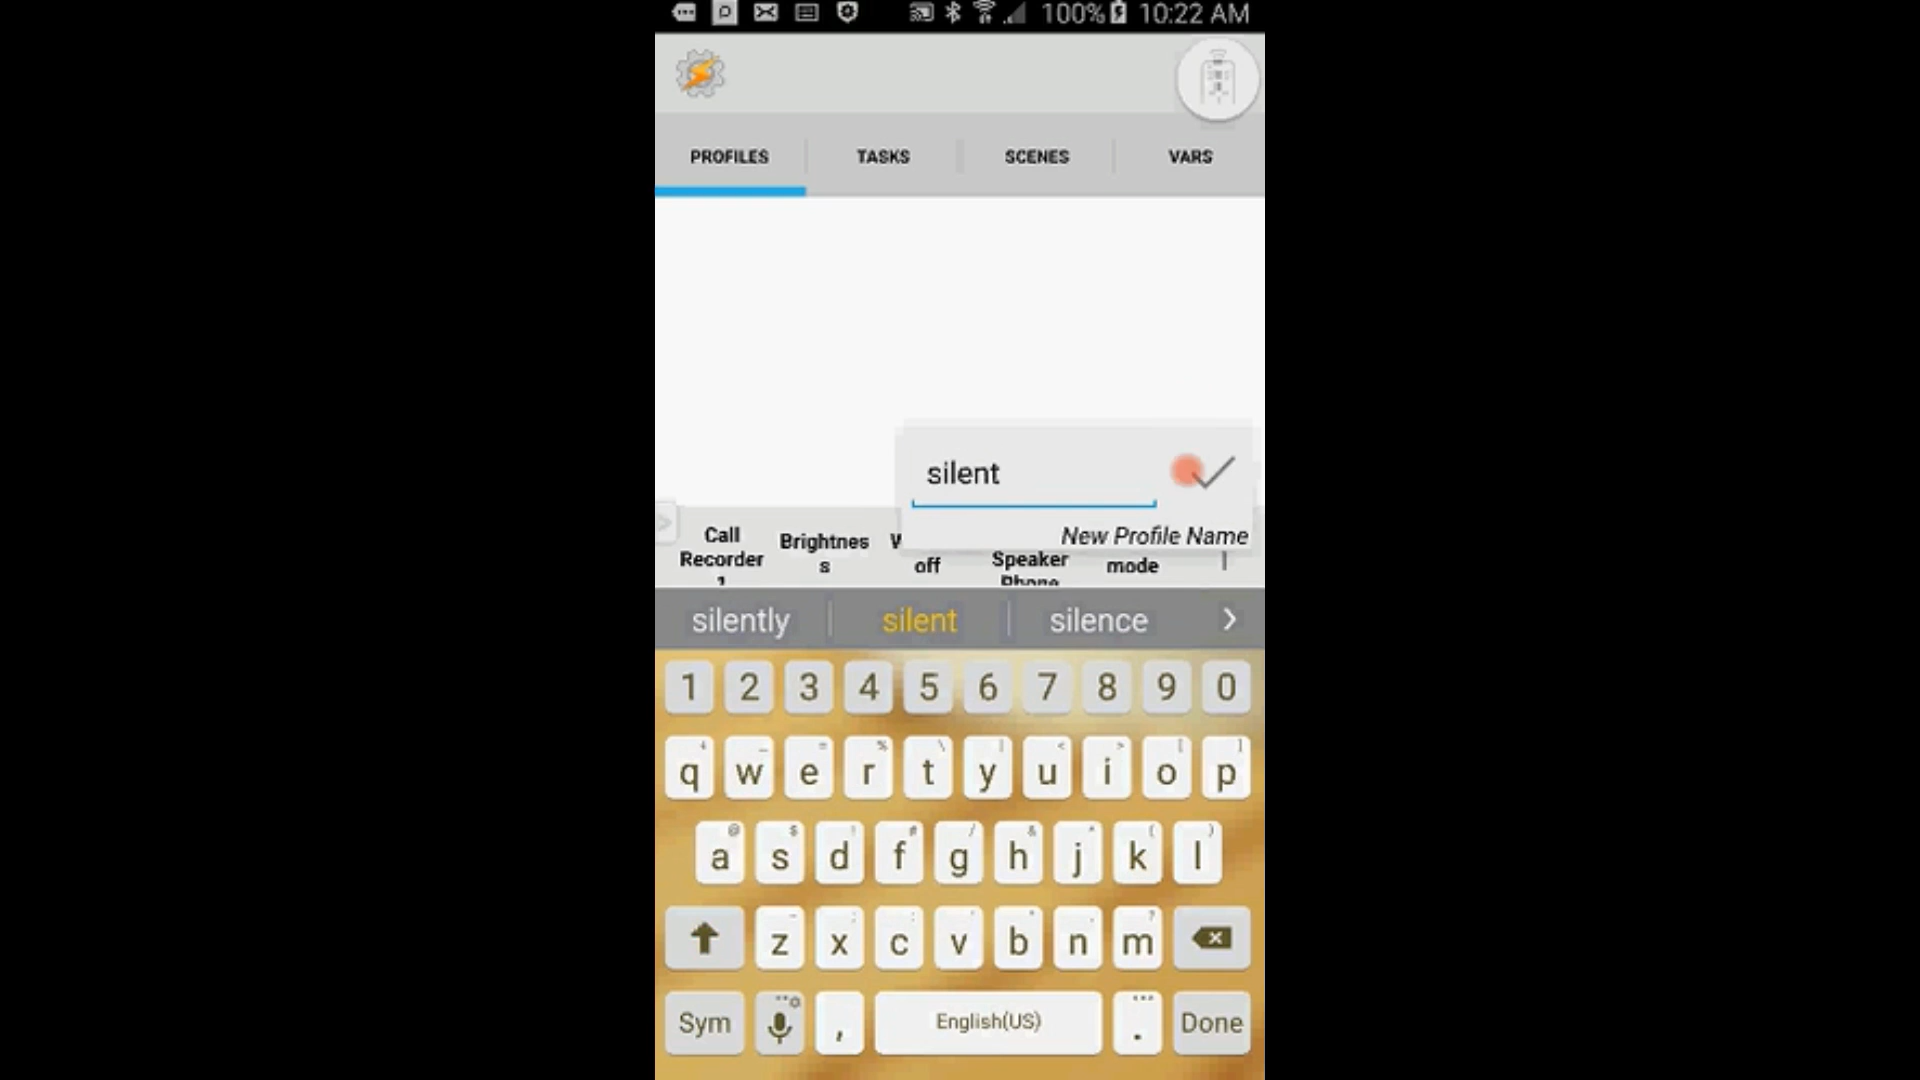 100% 10:22 AM
PROFILES TASKS SCENES VARS
silent
New Profile Name
Call Recorder 1
Brightness
off
Speaker Phone
mode
silently silent silence
1 2 3 4 5 6 7 8 9 0
q w e r t y u i o p
a s d f g h j k l
z x c v b n m
Sym , English(US) . Done